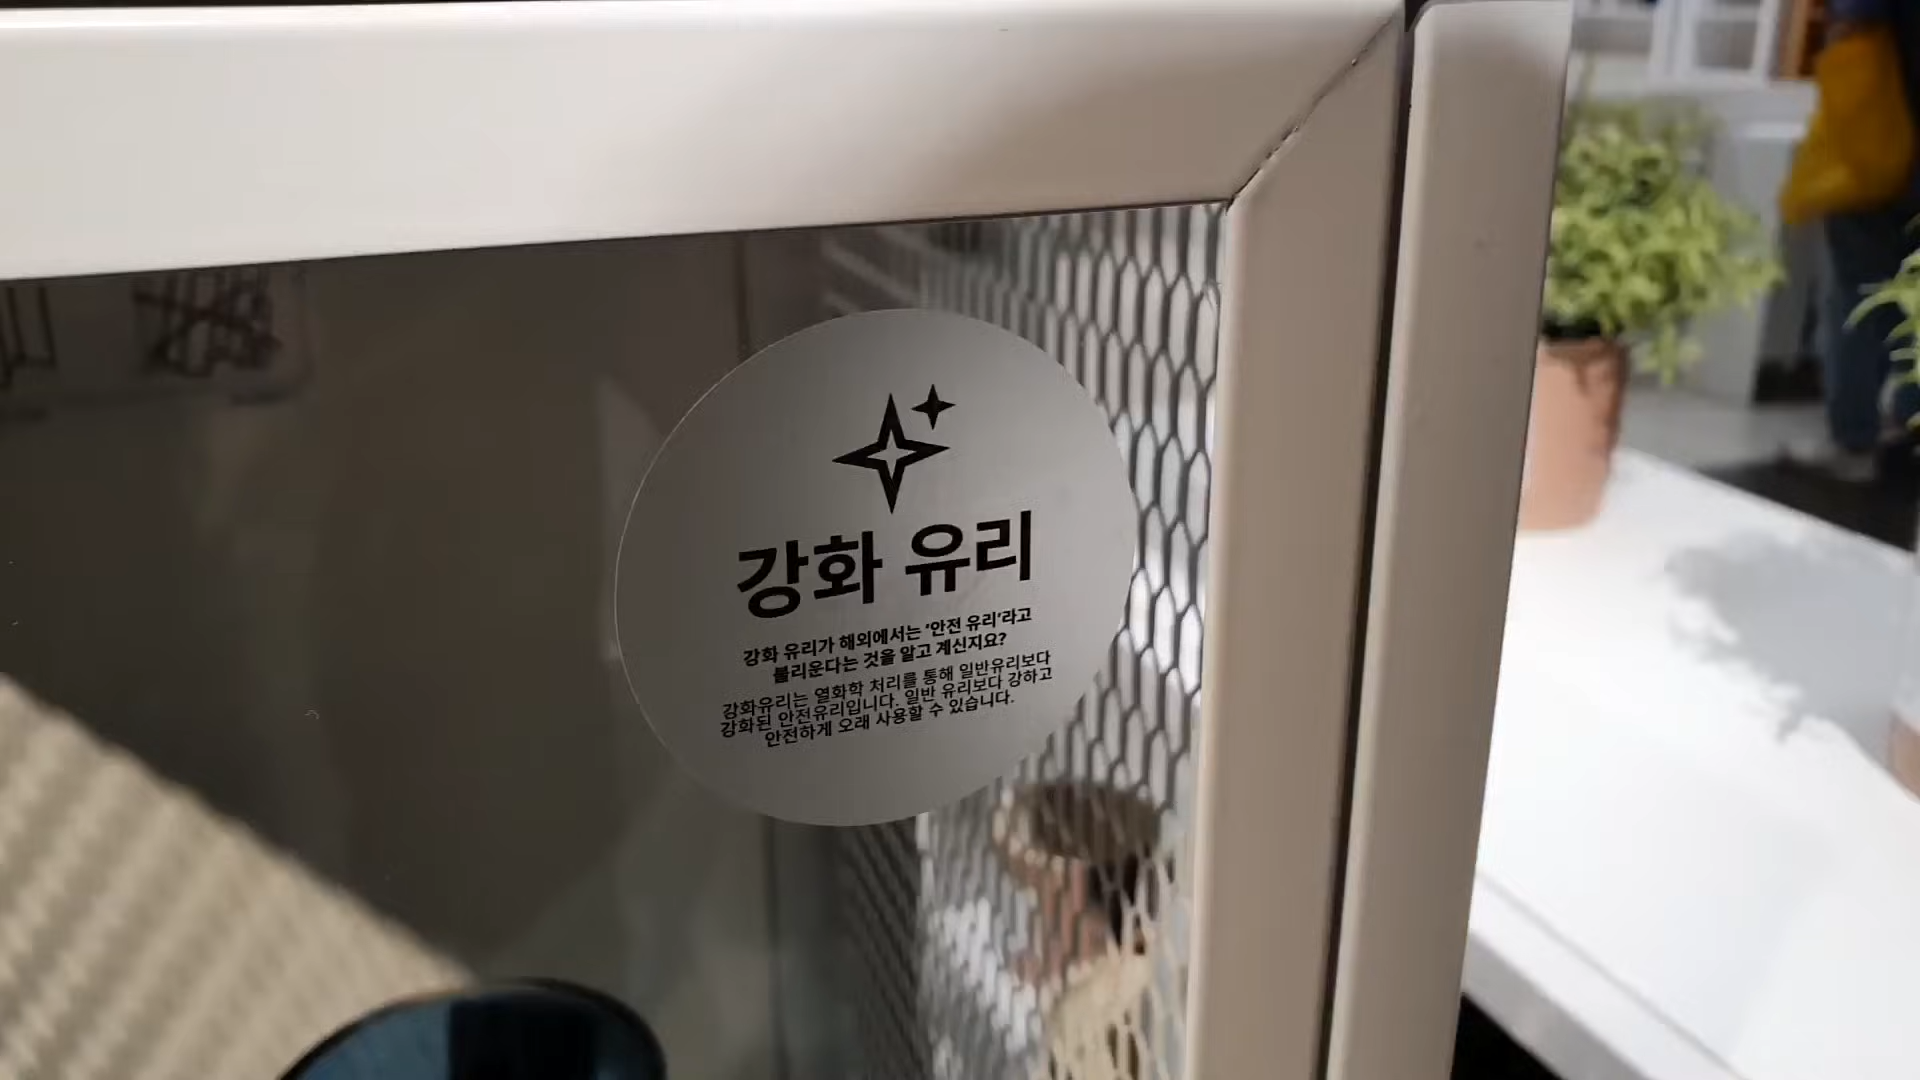 강화 유리
강화 유리가 해외에서는 '안전 유리'라고
불리운다는 것을 알고 계신지요?
강화유리는 열화학 처리를 통해 일반유리보다
강화된 안전유리입니다. 일반 유리보다 강하고
안전하게 오래 사용할 수 있습니다.